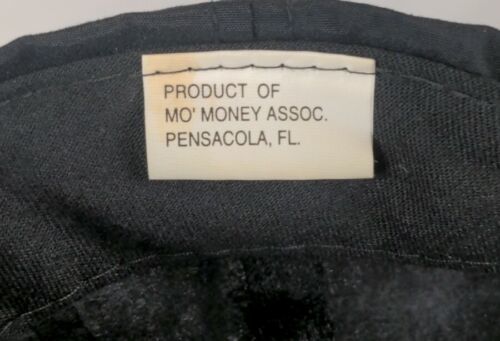 PRODUCT OF
MO' MONEY ASSOC.
PENSACOLA, FL.